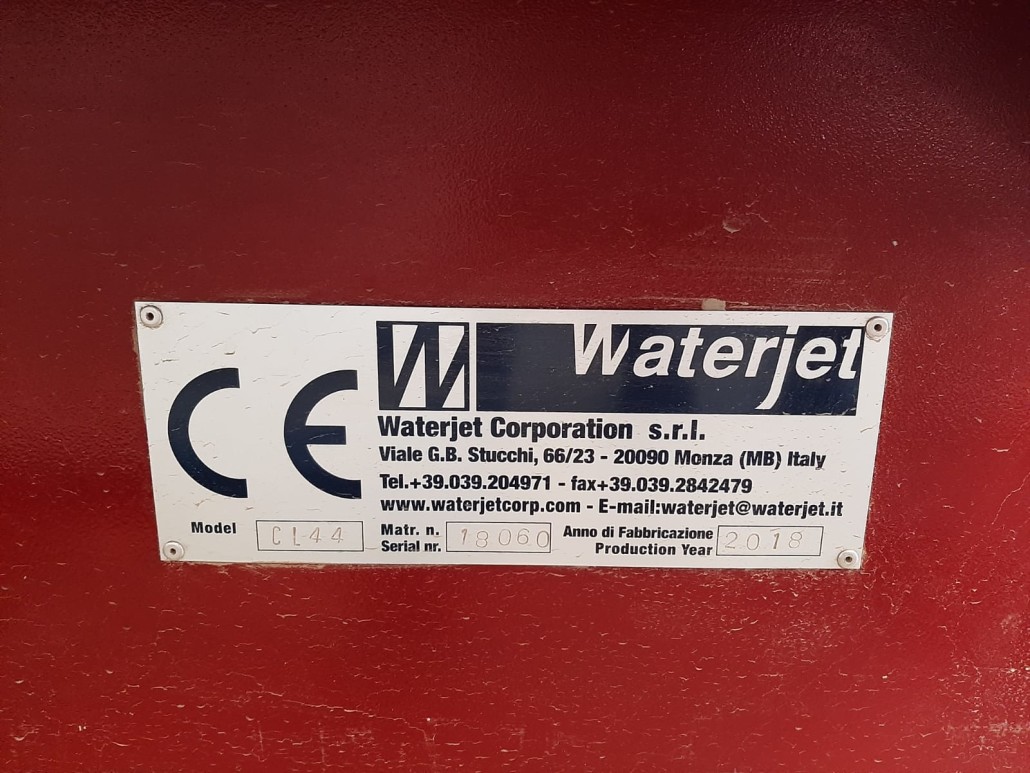 CE
W Waterjet
Waterjet Corporation s.r.l.
Viale G.B. Stucchi, 66/23 - 20090 Monza (MB) Italy
Tel.+39.039.204971 - fax+39.039.2842479
www.waterjetcorp.com - E-mail:waterjet@waterjet.it
Model CL44
Matr. n.
Serial nr. 18060
Anno di Fabbricazione
Production Year 2018